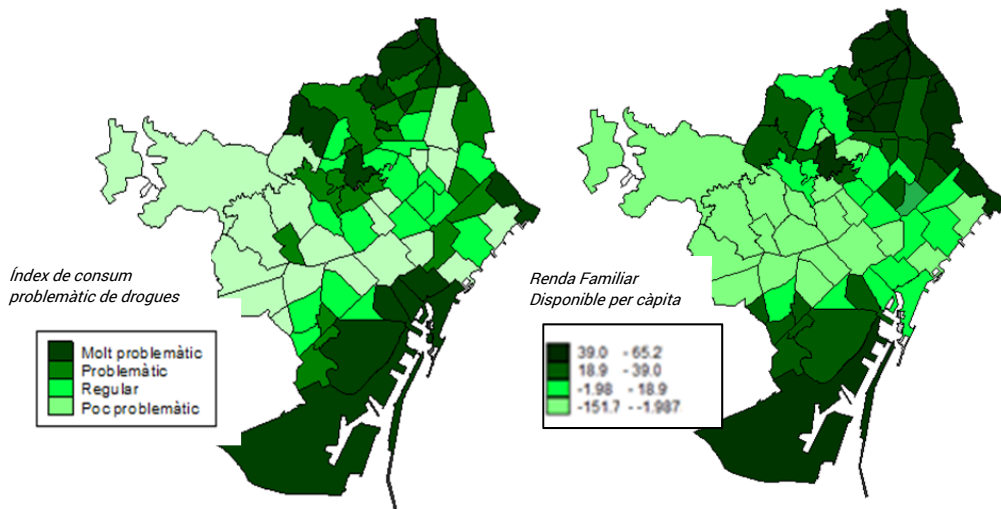 Índex de consum
problemàtic de drogues
Molt problemàtic
Problemàtic
Regular
Poc problemàtic
Renda Familiar
Disponible per càpita
39.0 - 65.2
18.9 - 39.0
-1.98 - 18.9
-151.7 - -1.987